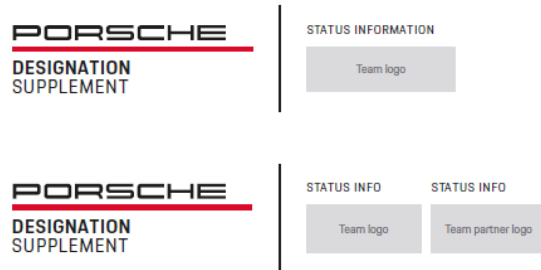 PORSCHE
DESIGNATION
SUPPLEMENT
STATUS INFORMATION
Team logo
PORSCHE
DESIGNATION
SUPPLEMENT
STATUS INFO STATUS INFO
Team logo Team partner logo